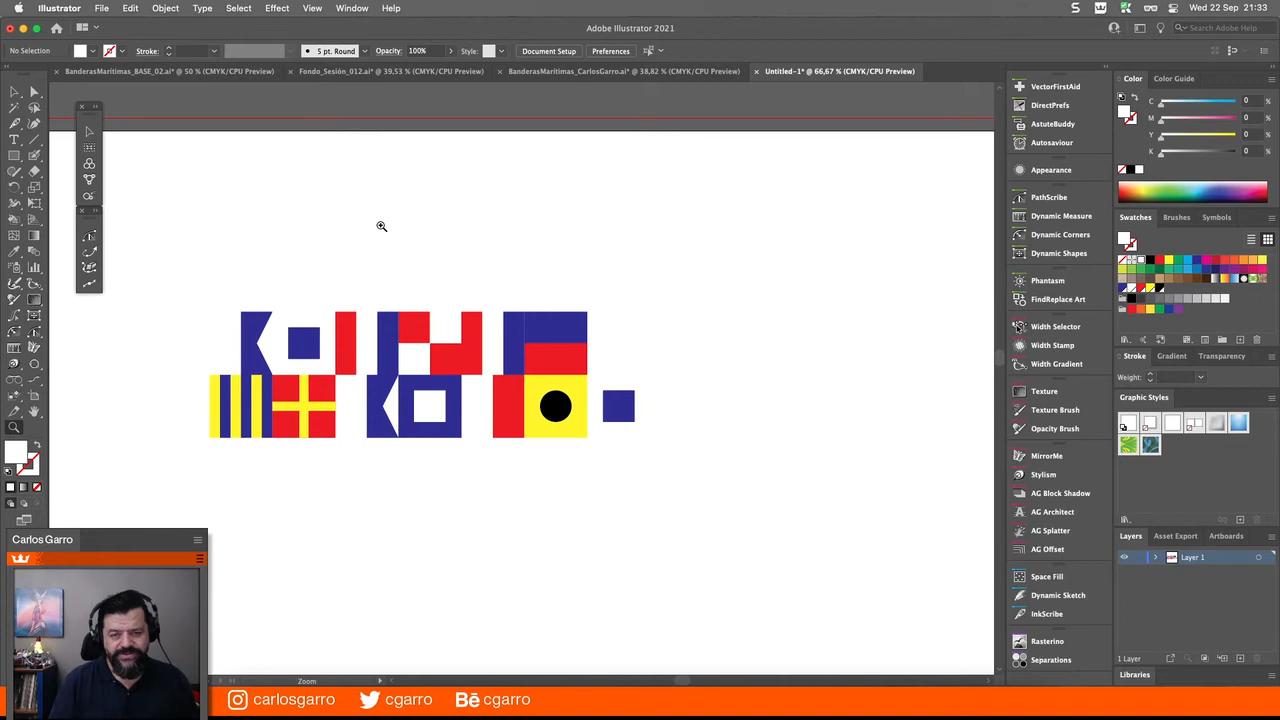 Illustrator File Edit Object Type Select Effect View Window Help
Wed 22 Sep 21:33
Adobe Illustrator 2021
Search Adobe Help
No Selection Stroke: 5 pt. Round Opacity: 100% Style: Document Setup Preferences
BanderasMarítimas_BASE_02.ai* @ 50 % (CMYK/CPU Preview)
Fondo_Sesión_012.ai* @ 39,53 % (CMYK/CPU Preview)
BanderasMarítimas_CarlosGarro.ai* @ 38,82 % (CMYK/CPU Preview)
Untitled-1* @ 66,67 % (CMYK/CPU Preview)
VectorFirstAid
DirectPrefs
AstuteBuddy
Autosaviour
Appearance
PathScribe
Dynamic Measure
Dynamic Corners
Dynamic Shapes
Phantasm
FindReplace Art
Width Selector
Width Stamp
Width Gradient
Texture
Texture Brush
Opacity Brush
MirrorMe
Stylism
AG Block Shadow
AG Architect
AG Splatter
AG Offset
Space Fill
Dynamic Sketch
InkScribe
Rasterino
Separations
Color Color Guide
C 0 %
M 0 %
Y 0 %
K 0 %
Swatches Brushes Symbols
Stroke Gradient Transparency
Weight:
Graphic Styles
Layers Asset Export Artboards
Layer 1
1 Layer
Libraries
Zoom
Carlos Garro
carlosgarro cgarro Bē cgarro